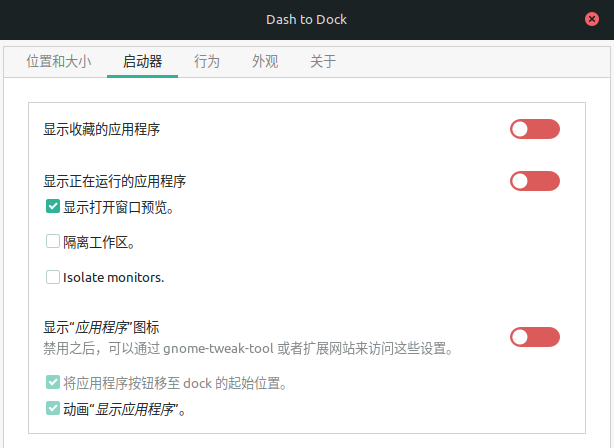 Dash to Dock
位置和大小 启动器 行为 外观 关于
显示收藏的应用程序
显示正在运行的应用程序
显示打开窗口预览。
隔离工作区。
Isolate monitors.
显示“应用程序”图标
禁用之后，可以通过 gnome-tweak-tool 或者扩展网站来访问这些设置。
将应用程序按钮移至 dock 的起始位置。
动画“显示应用程序”。